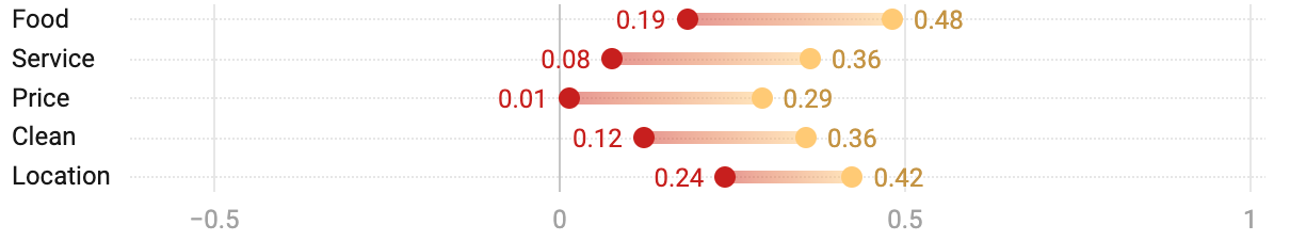 Food 0.19 0.48
Service 0.08 0.36
Price 0.01 0.29
Clean 0.12 0.36
Location 0.24 0.42
−0.5 0 0.5 1